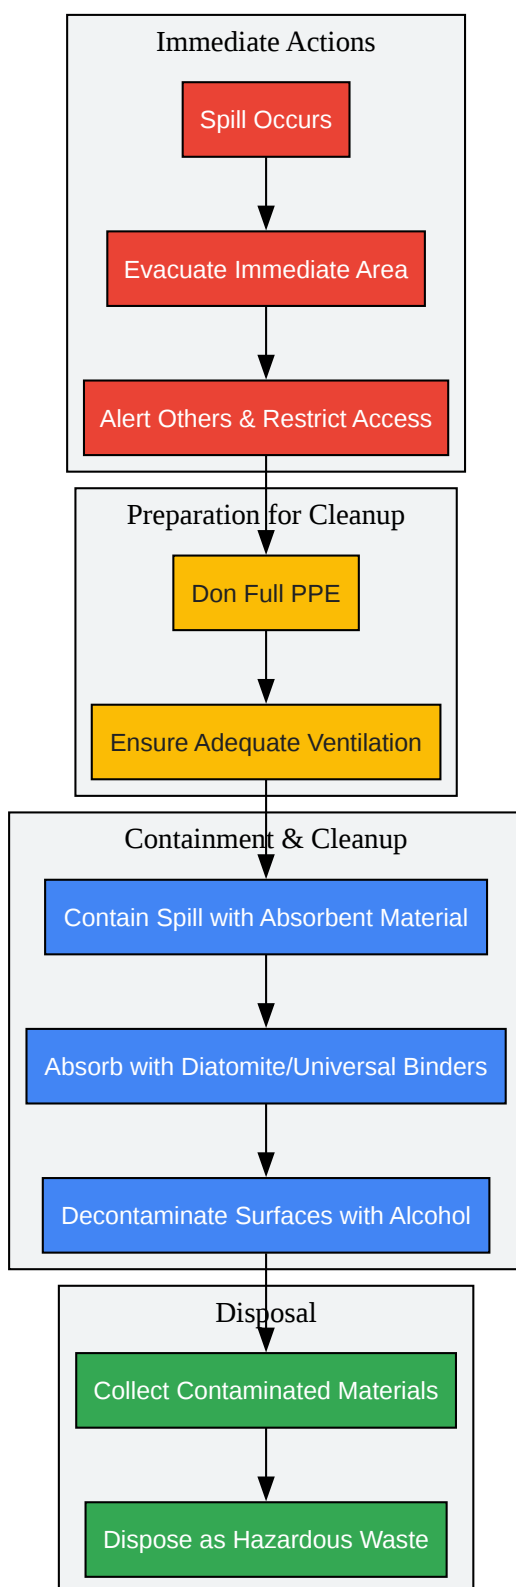 Immediate Actions
Spill Occurs
Evacuate Immediate Area
Alert Others & Restrict Access
Preparation for Cleanup
Don Full PPE
Ensure Adequate Ventilation
Containment & Cleanup
Contain Spill with Absorbent Material
Absorb with Diatomite/Universal Binders
Decontaminate Surfaces with Alcohol
Disposal
Collect Contaminated Materials
Dispose as Hazardous Waste